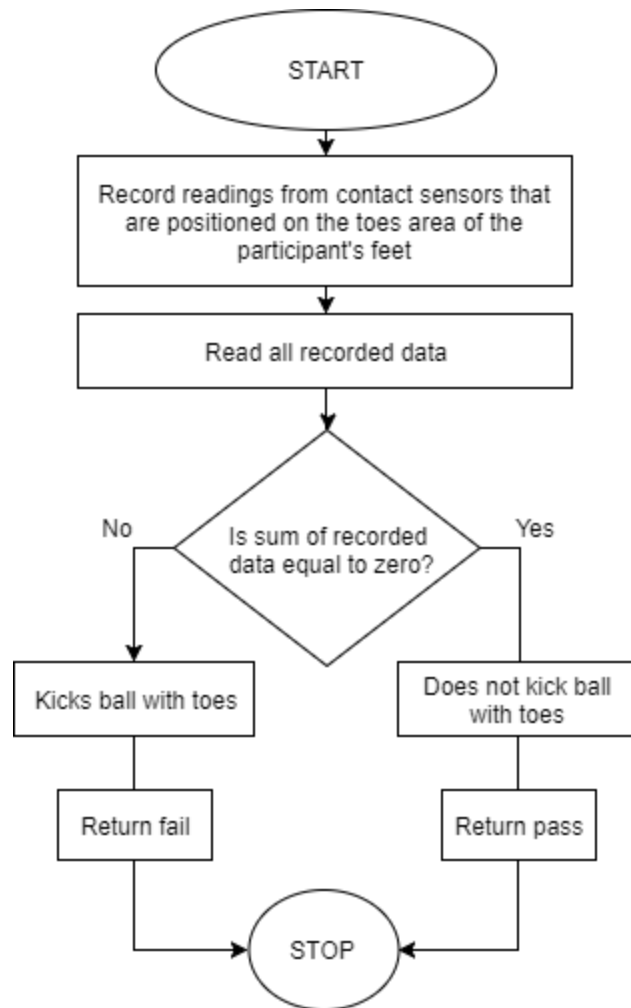 START
Record readings from contact sensors that
are positioned on the toes area of the
participant's feet
Read all recorded data
Is sum of recorded
data equal to zero?
No
Yes
Kicks ball with toes
Does not kick ball
with toes
Return fail
Return pass
STOP